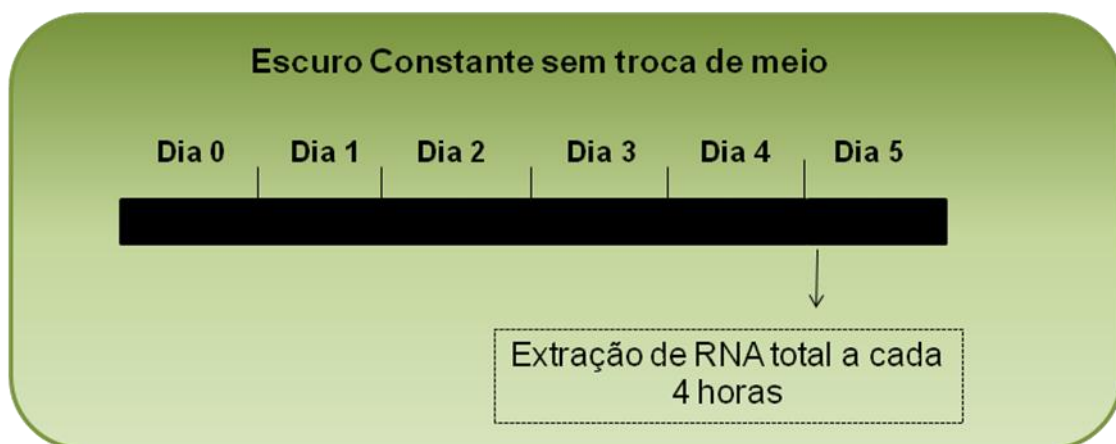 Escuro Constante sem troca de meio
Dia 0 Dia 1 Dia 2 Dia 3 Dia 4 Dia 5
Extração de RNA total a cada
4 horas